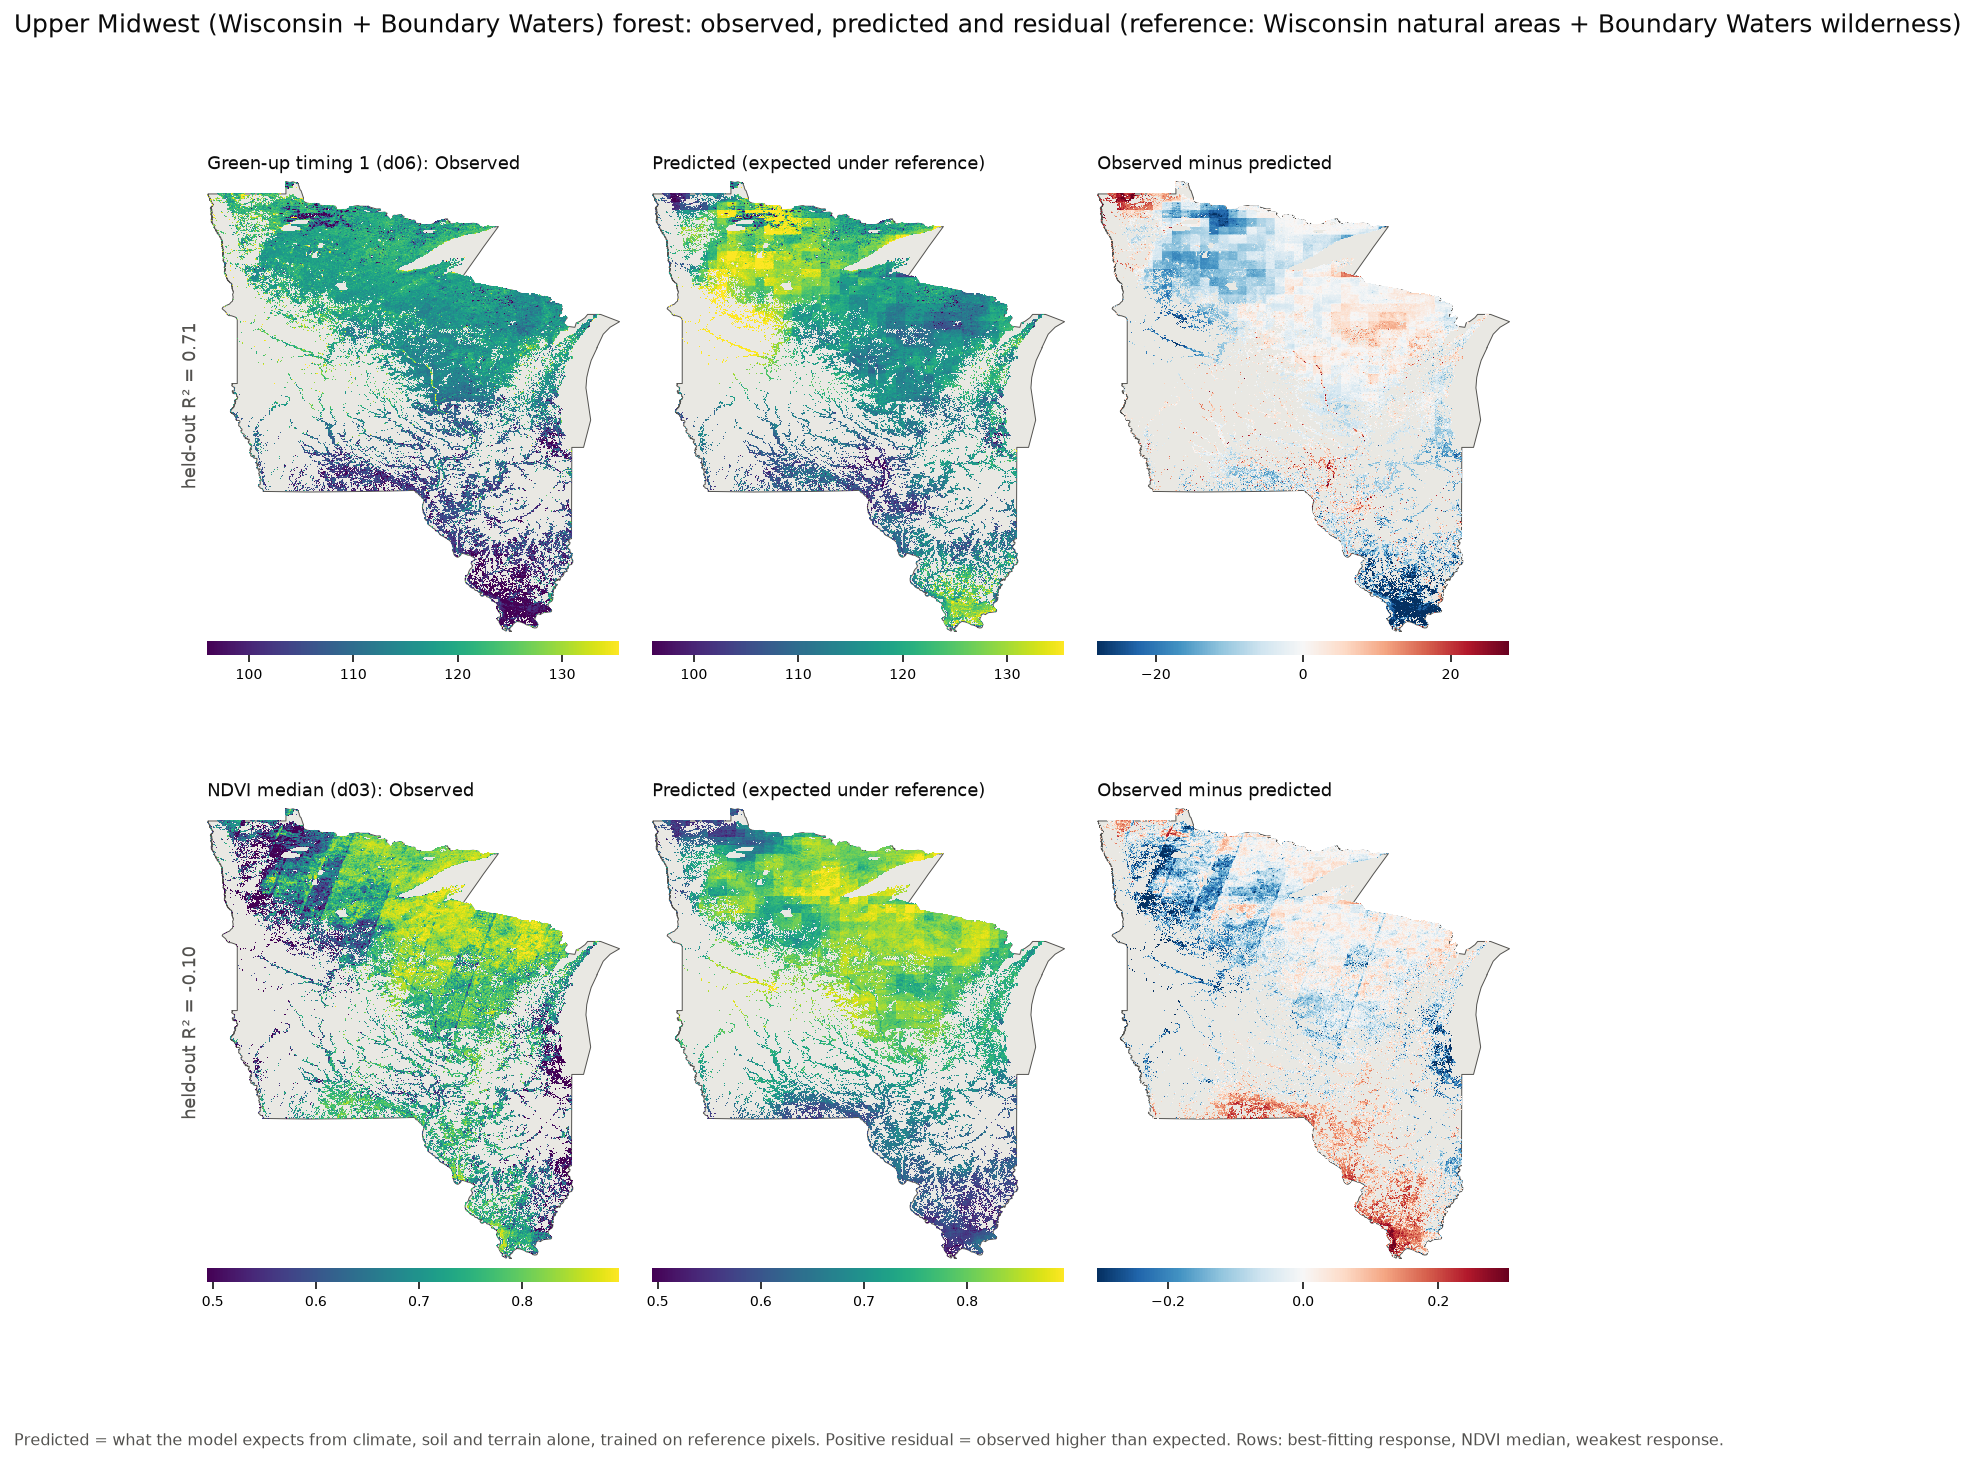 Upper Midwest (Wisconsin + Boundary Waters) forest: observed, predicted and residual (reference: Wisconsin natural areas + Boundary Waters wilderness)
Green-up timing 1 (d06): Observed
Predicted (expected under reference)
Observed minus predicted
held-out R² = 0.71
100 110 120 130
100 110 120 130
−20 0 20
NDVI median (d03): Observed
Predicted (expected under reference)
Observed minus predicted
held-out R² = -0.10
0.5 0.6 0.7 0.8
0.5 0.6 0.7 0.8
−0.2 0.0 0.2
Predicted = what the model expects from climate, soil and terrain alone, trained on reference pixels. Positive residual = observed higher than expected. Rows: best-fitting response, NDVI median, weakest response.